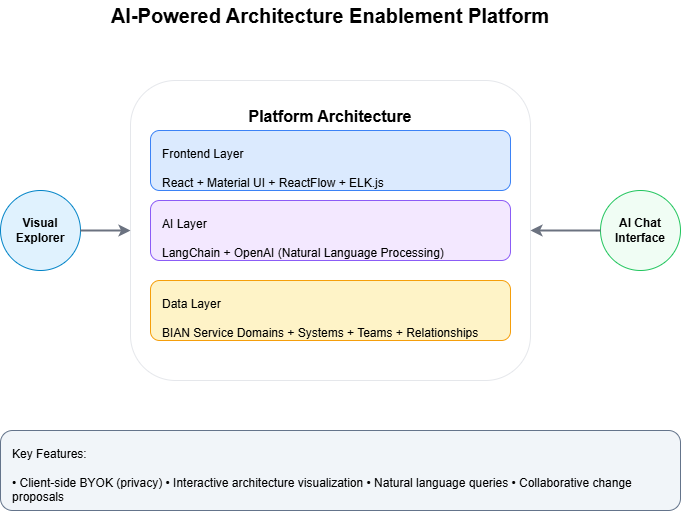 AI-Powered Architecture Enablement Platform
Platform Architecture
Frontend Layer
React + Material UI + ReactFlow + ELK.js
Visual
Explorer
AI Layer
LangChain + OpenAI (Natural Language Processing)
AI Chat
Interface
Data Layer
BIAN Service Domains + Systems + Teams + Relationships
Key Features:
• Client-side BYOK (privacy) • Interactive architecture visualization • Natural language queries • Collaborative change
proposals